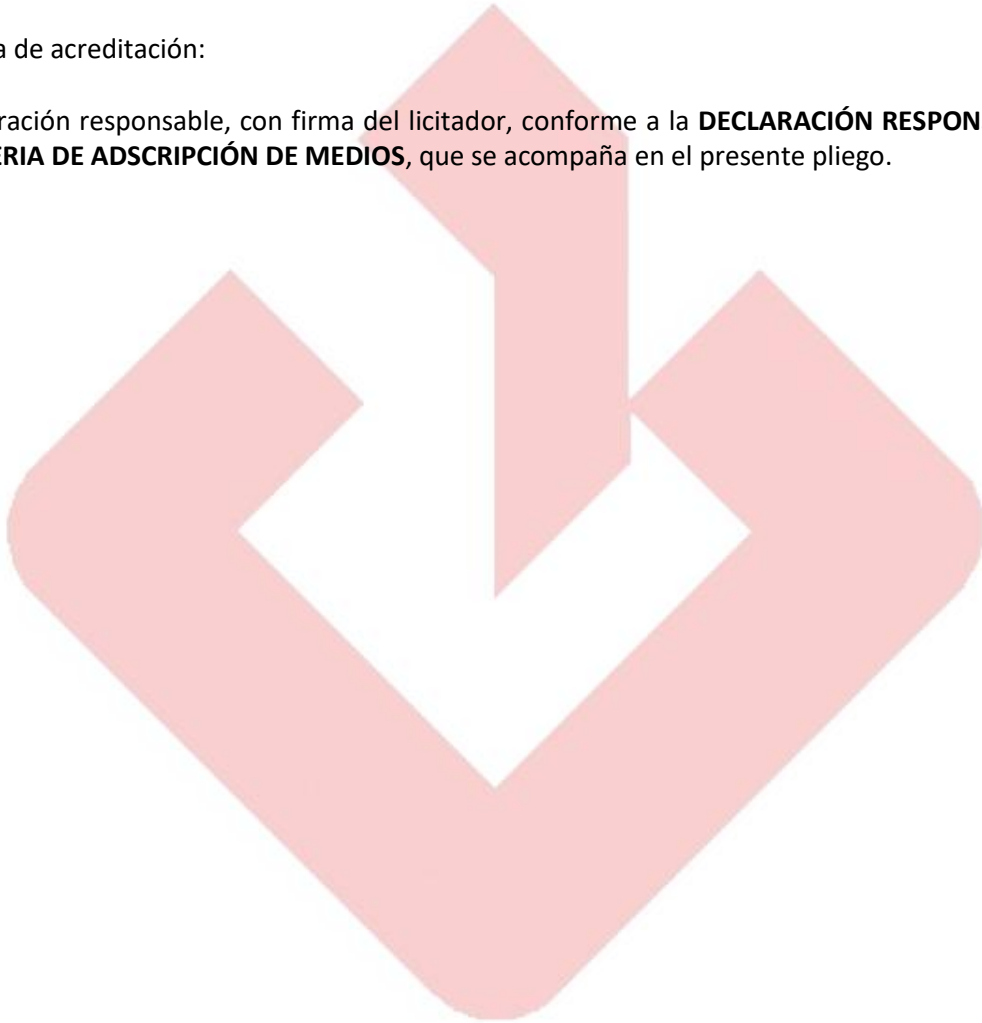 a de acreditación:
ración responsable, con firma del licitador, conforme a la DECLARACIÓN RESPON
ERIA DE ADSCRIPCIÓN DE MEDIOS, que se acompaña en el presente pliego.